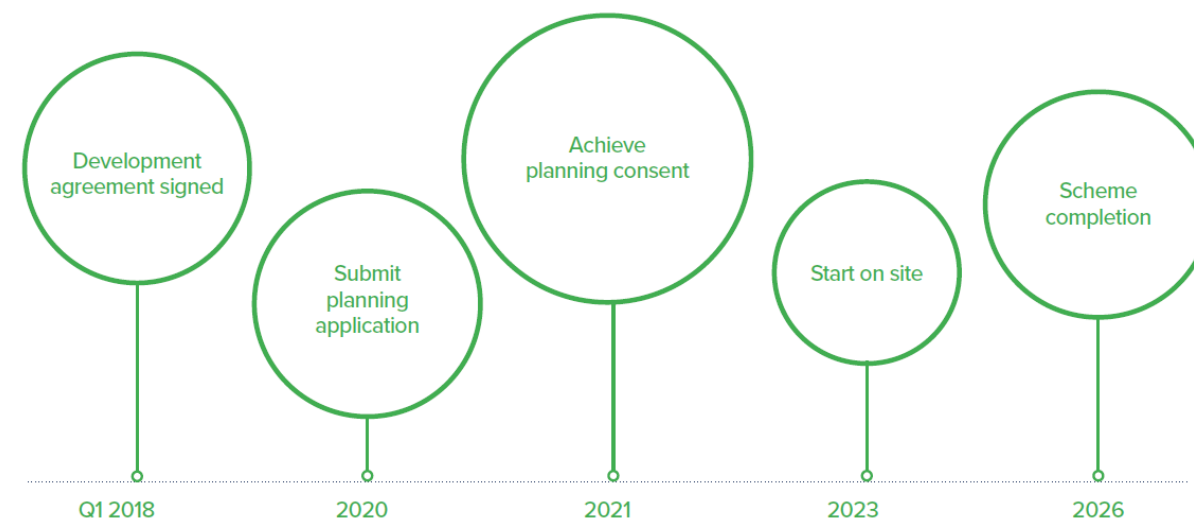 Development
agreement signed
Submit
planning
application
Achieve
planning consent
Start on site
Scheme
completion
Q1 2018
2020
2021
2023
2026